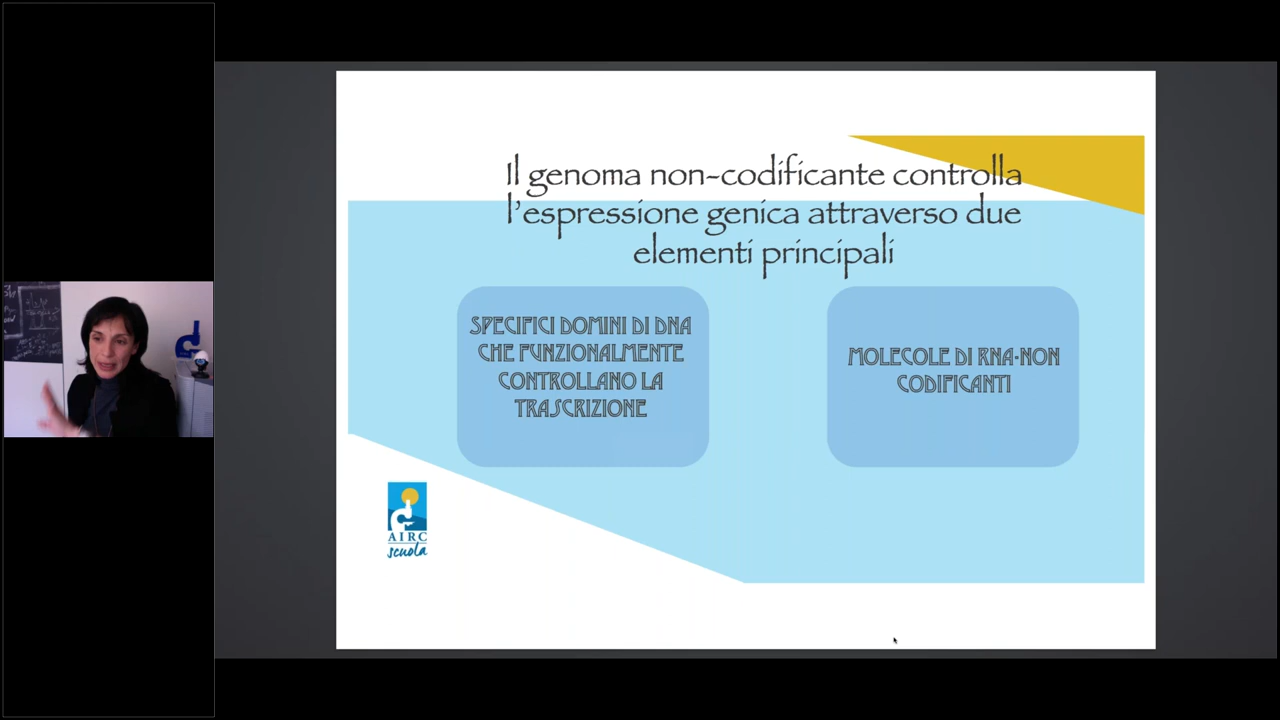 Il genoma non-codificante controlla
l'espressione genica attraverso due
elementi principali
SPECIFICI DOMINI DI DNA
CHE FUNZIONALMENTE
CONTROLLANO LA
TRASCRIZIONE
MOLECOLE DI RNA-NON
CODIFICANTI
AIRC
scuola